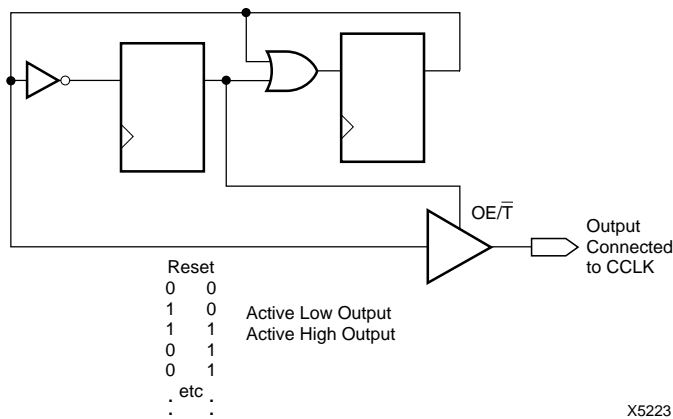 OE/T̅
Output
Connected
to CCLK
Reset
0 0
1 0
1 1
0 1
0 1
. etc .
. .
Active Low Output
Active High Output
X5223